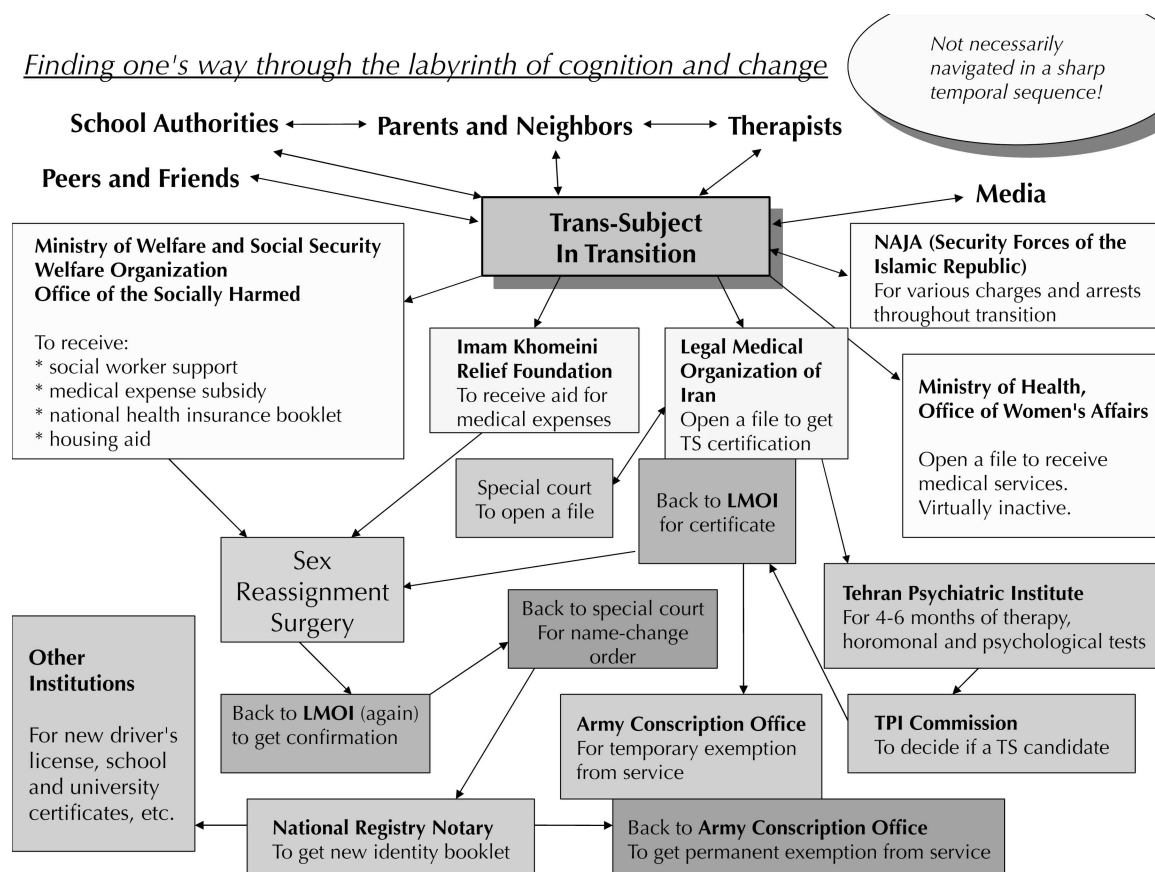 Finding one's way through the labyrinth of cognition and change
Not necessarily
navigated in a sharp
temporal sequence!
School Authorities
Parents and Neighbors
Therapists
Peers and Friends
Media
Trans-Subject
In Transition
Ministry of Welfare and Social Security
Welfare Organization
Office of the Socially Harmed
To receive:
* social worker support
* medical expense subsidy
* national health insurance booklet
* housing aid
Imam Khomeini
Relief Foundation
To receive aid for
medical expenses
Legal Medical
Organization of
Iran
Open a file to get
TS certification
NAJA (Security Forces of the
Islamic Republic)
For various charges and arrests
throughout transition
Ministry of Health,
Office of Women's Affairs
Open a file to receive
medical services.
Virtually inactive.
Special court
To open a file
Back to LMOI
for certificate
Sex
Reassignment
Surgery
Tehran Psychiatric Institute
For 4-6 months of therapy,
horomonal and psychological tests
Back to special court
For name-change
order
Other
Institutions
For new driver's
license, school
and university
certificates, etc.
Back to LMOI (again)
to get confirmation
Army Conscription Office
For temporary exemption
from service
TPI Commission
To decide if a TS candidate
National Registry Notary
To get new identity booklet
Back to Army Conscription Office
To get permanent exemption from service